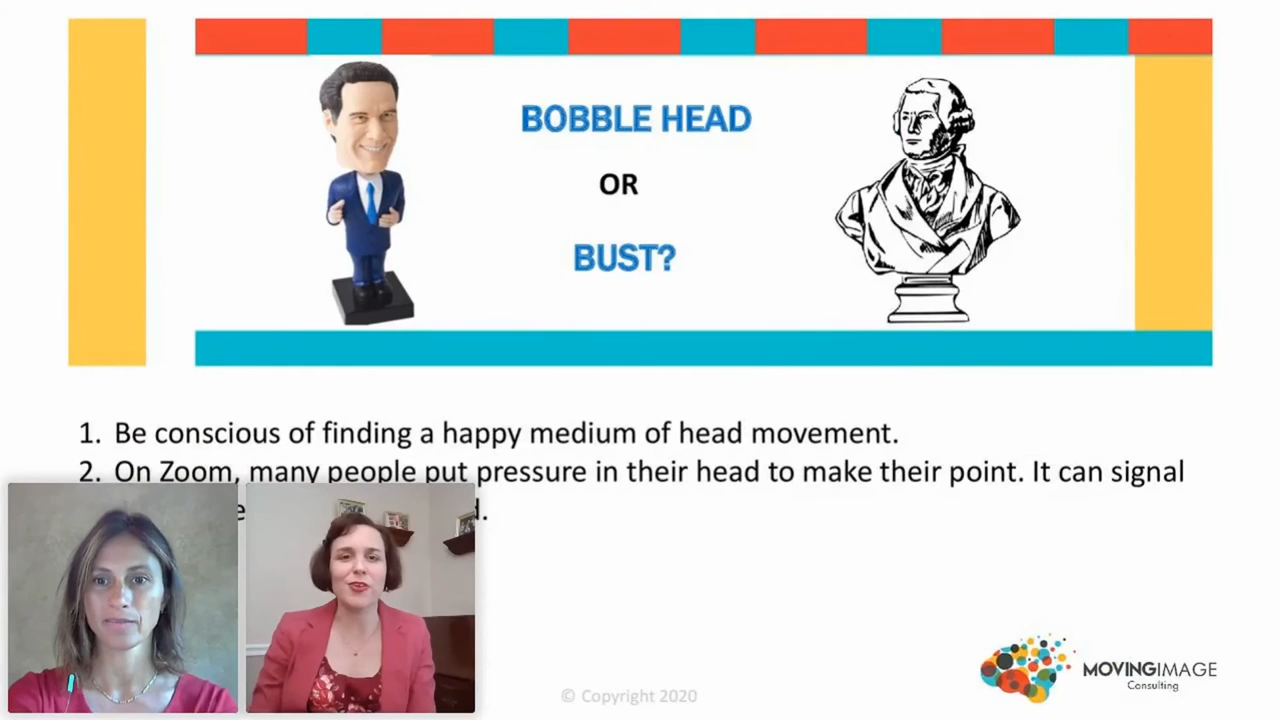 BOBBLE HEAD
OR
BUST?
1. Be conscious of finding a happy medium of head movement.
2. On Zoom, many people put pressure in their head to make their point. It can signal
MOVINGIMAGE
Consulting
© Copyright 2020